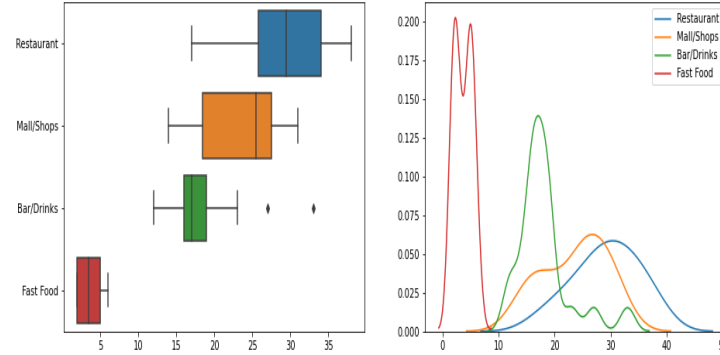 Restaurant
Mall/Shops
Bar/Drinks
Fast Food
5 10 15 20 25 30 35
0.200
0.175
0.150
0.125
0.100
0.075
0.050
0.025
0.000
0 10 20 30 40
Restaurant
Mall/Shops
Bar/Drinks
Fast Food